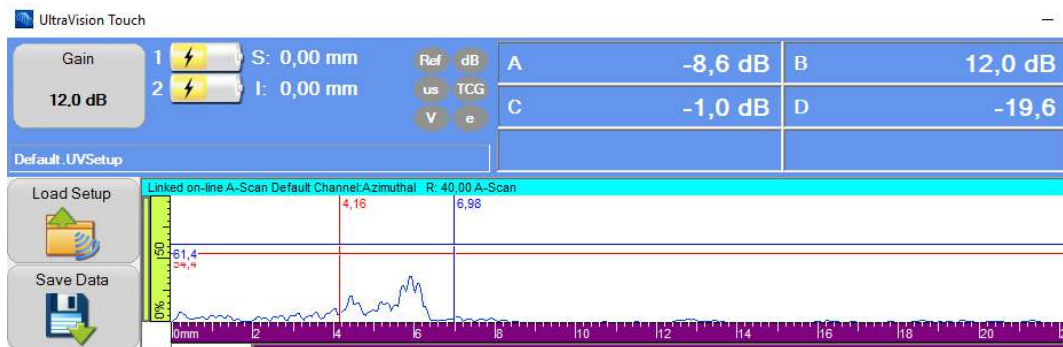 UltraVision Touch
Gain
12,0 dB
1 S: 0,00 mm
2 I: 0,00 mm
Ref dB
us TCG
V e
A -8,6 dB B 12,0 dB
C -1,0 dB D -19,6
Default.UVSetup
Load Setup
Save Data
Linked on-line A-Scan Default Channel:Azimuthal R: 40,00 A-Scan
4,16 6,98
50
61,4
54,4
0%
0mm 2 4 6 8 10 12 14 16 18 20